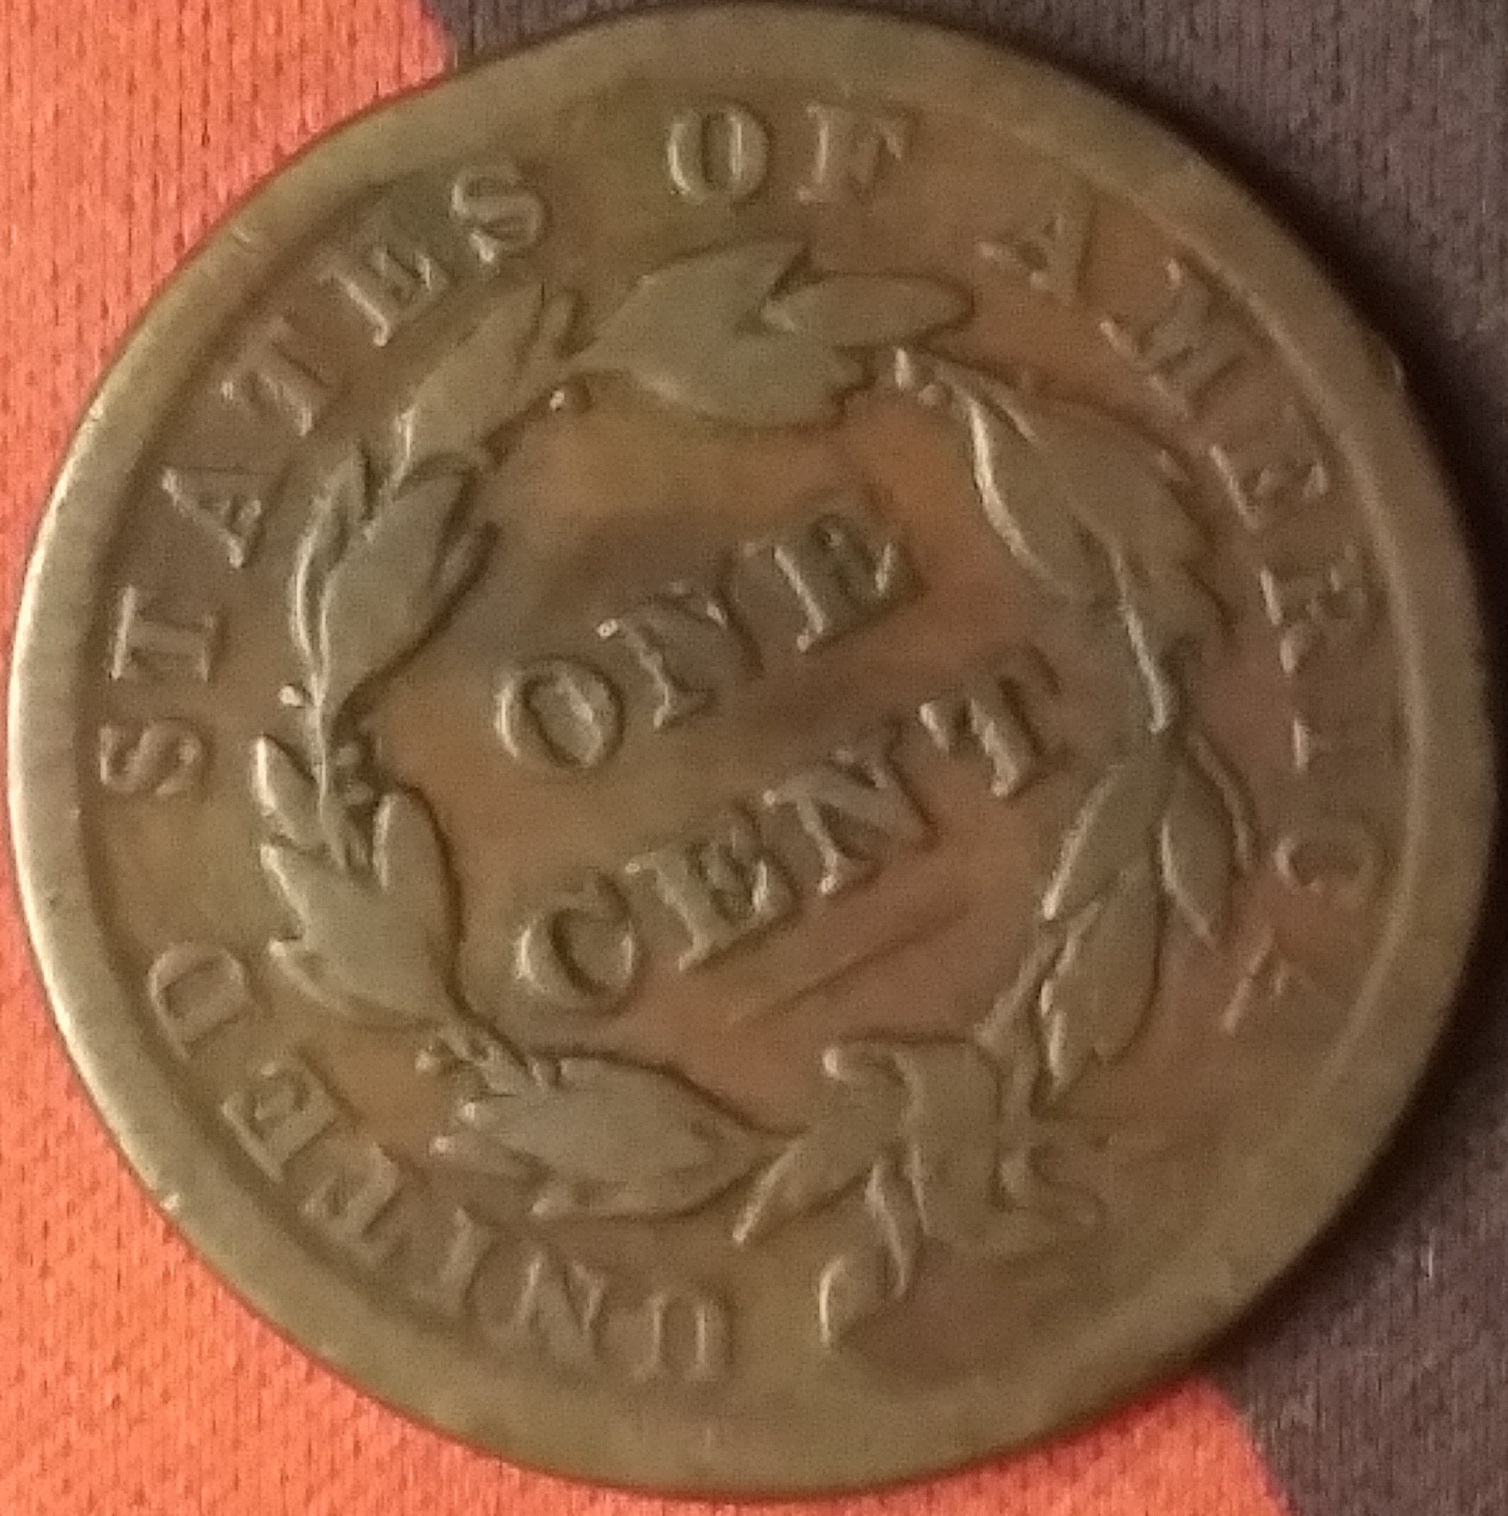 UNITED STATES OF AMERICA
ONE
CENT